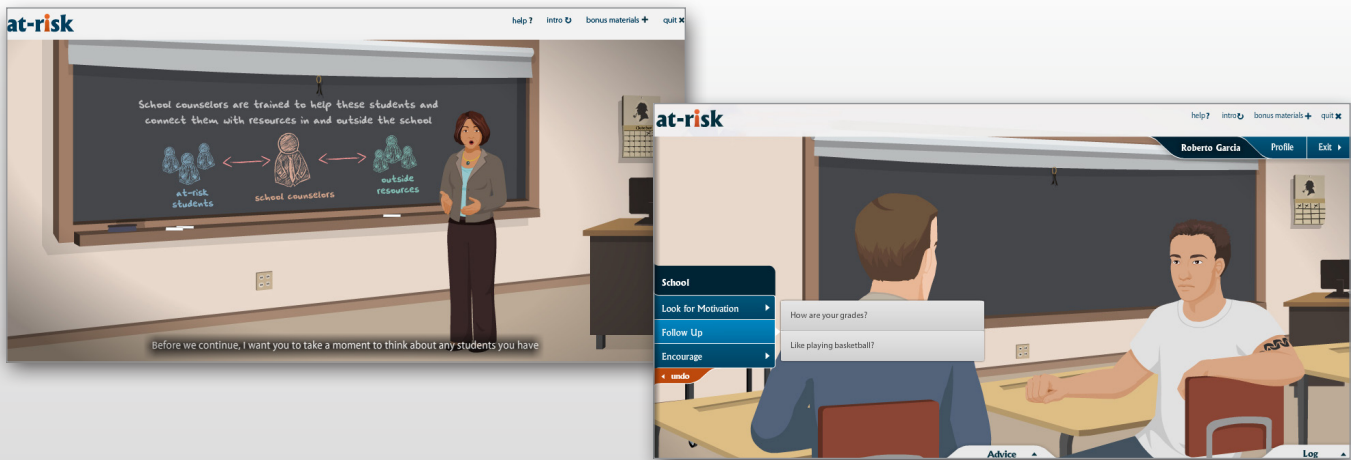 at-risk
help ? intro bonus materials + quit ×
School counselors are trained to help these students and
connect them with resources in and outside the school
at-risk
students
school counselors
outside
resources
Before we continue, I want you to take a moment to think about any students you have
at-risk
help ? intro bonus materials + quit ×
Roberto Garcia Profile Exit
School
Look for Motivation
Follow Up
Encourage
undo
How are your grades?
Like playing basketball?
Advice
Log